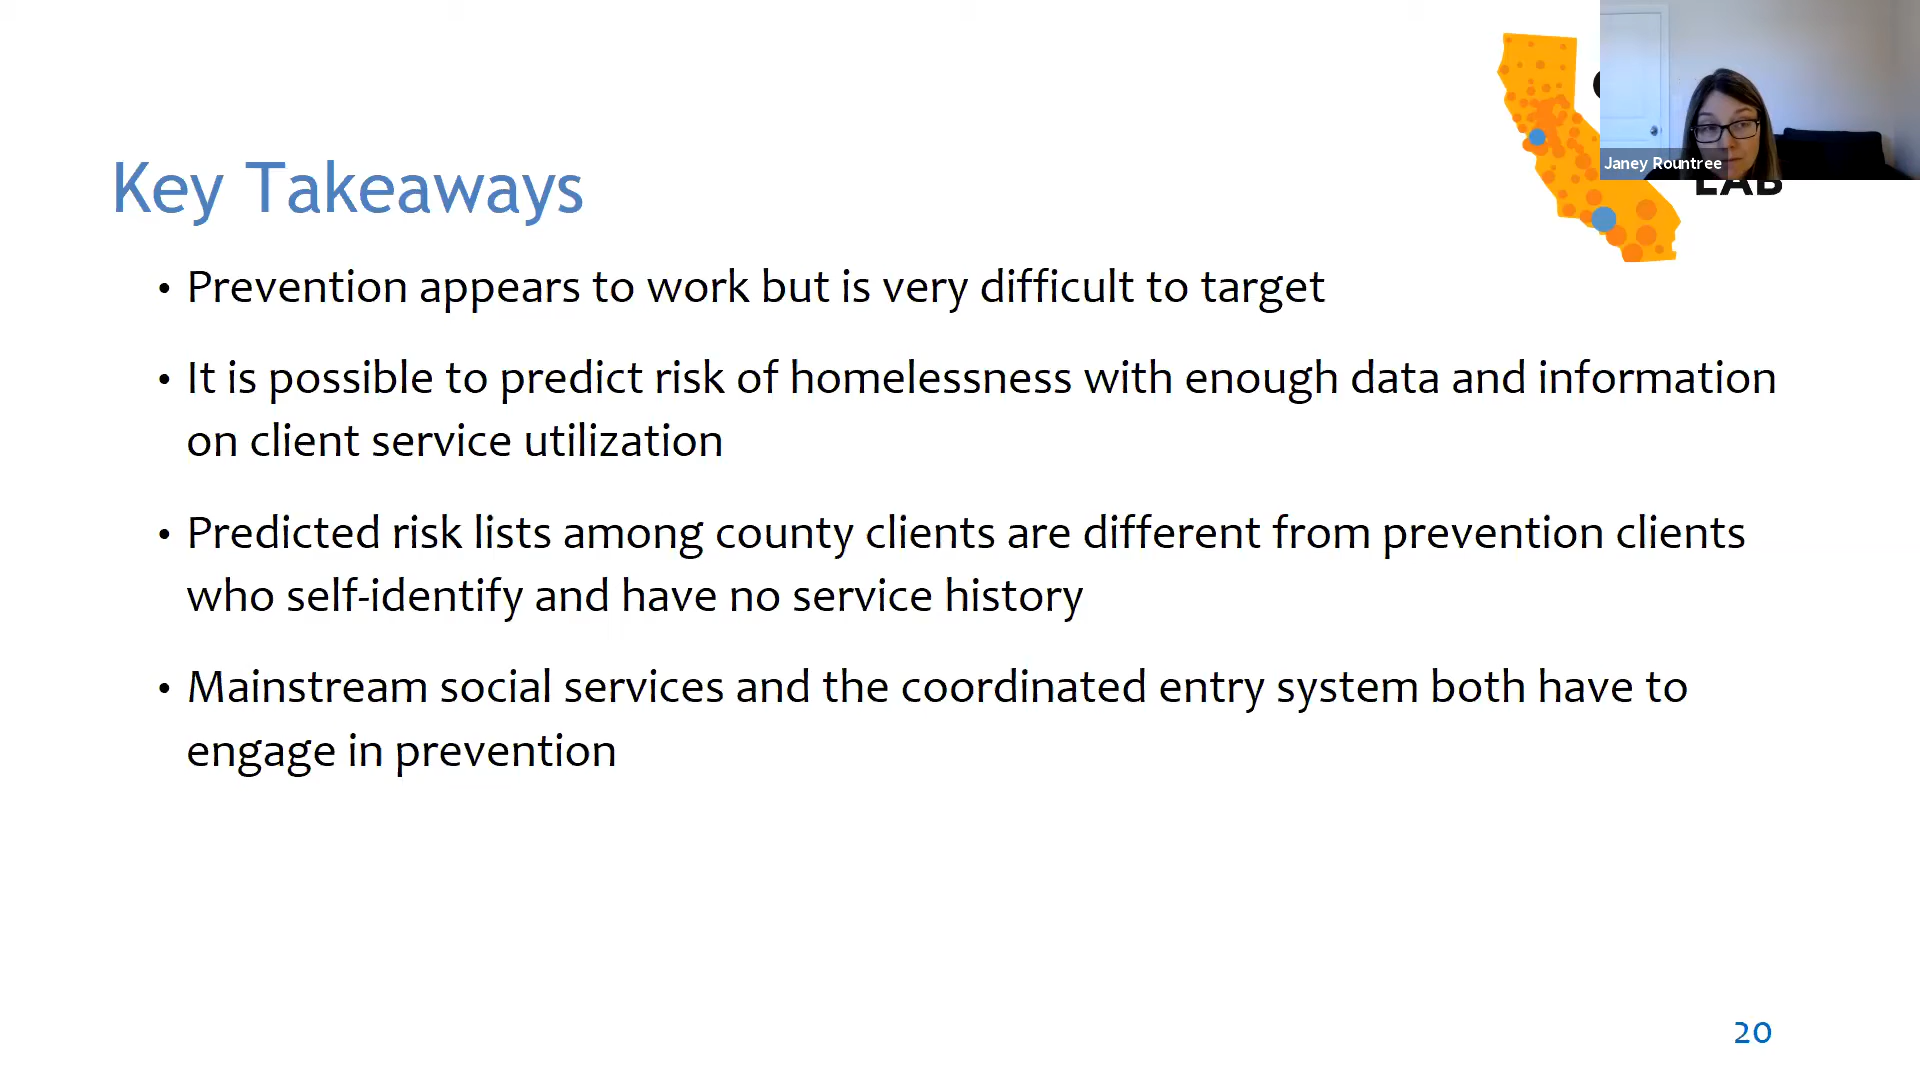 Janey Rountree
LAB
Key Takeaways
• Prevention appears to work but is very difficult to target
• It is possible to predict risk of homelessness with enough data and information
on client service utilization
• Predicted risk lists among county clients are different from prevention clients
who self-identify and have no service history
• Mainstream social services and the coordinated entry system both have to
engage in prevention
20